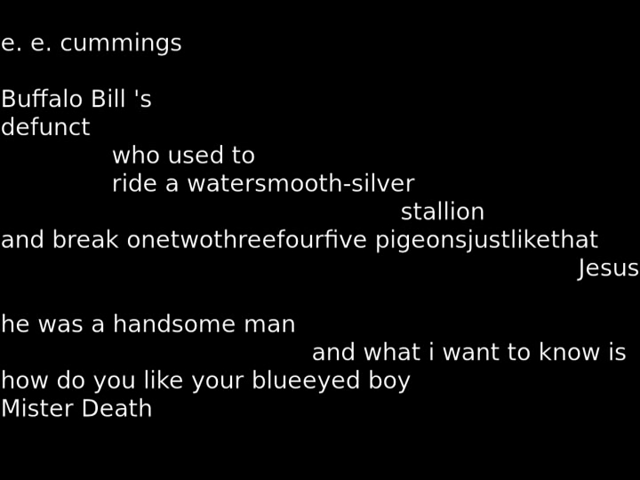 e. e. cummings
Buffalo Bill 's
defunct
who used to
ride a watersmooth-silver
stallion
and break onetwothreefourfive pigeonsjustlikethat
Jesus
he was a handsome man
and what i want to know is
how do you like your blueeyed boy
Mister Death